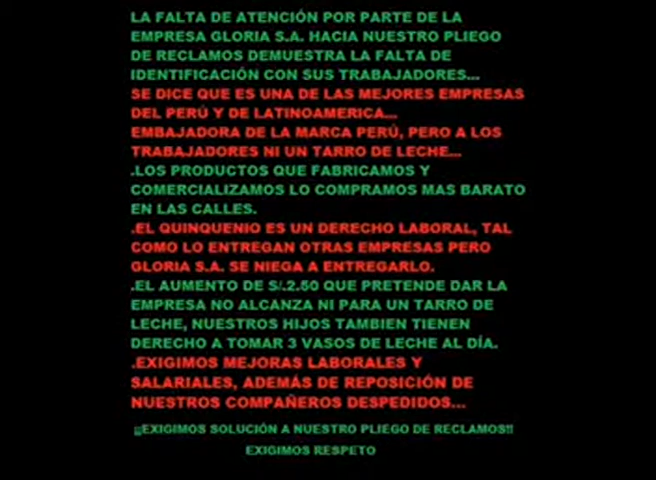 LA FALTA DE ATENCIÓN POR PARTE DE LA
EMPRESA GLORIA S.A. HACIA NUESTRO PLIEGO
DE RECLAMOS DEMUESTRA LA FALTA DE
IDENTIFICACIÓN CON SUS TRABAJADORES...
SE DICE QUE ES UNA DE LAS MEJORES EMPRESAS
DEL PERÚ Y DE LATINOAMERICA...
EMBAJADORA DE LA MARCA PERÚ, PERO A LOS
TRABAJADORES NI UN TARRO DE LECHE...
.LOS PRODUCTOS QUE FABRICAMOS Y
COMERCIALIZAMOS LO COMPRAMOS MAS BARATO
EN LAS CALLES.
.EL QUINQUENIO ES UN DERECHO LABORAL, TAL
COMO LO ENTREGAN OTRAS EMPRESAS PERO
GLORIA S.A. SE NIEGA A ENTREGARLO.
.EL AUMENTO DE S/.2.50 QUE PRETENDE DAR LA
EMPRESA NO ALCANZA NI PARA UN TARRO DE
LECHE, NUESTROS HIJOS TAMBIEN TIENEN
DERECHO A TOMAR 3 VASOS DE LECHE AL DÍA.
.EXIGIMOS MEJORAS LABORALES Y
SALARIALES, ADEMÁS DE REPOSICIÓN DE
NUESTROS COMPAÑEROS DESPEDIDOS...
¡¡EXIGIMOS SOLUCIÓN A NUESTRO PLIEGO DE RECLAMOS!!
EXIGIMOS RESPETO